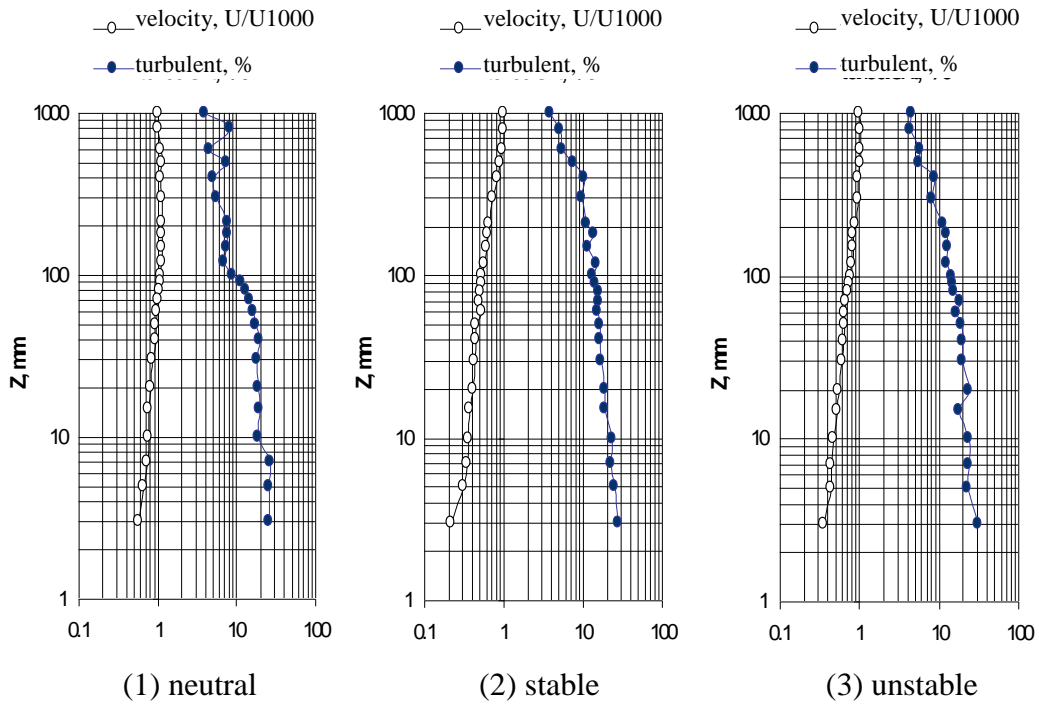 velocity, U/U1000
turbulent, %
1000
100
10
1
0.1 1 10 100
Z, mm
(1) neutral
velocity, U/U1000
turbulent, %
1000
100
10
1
0.1 1 10 100
Z, mm
(2) stable
velocity, U/U1000
turbulent, %
1000
100
10
1
0.1 1 10 100
Z, mm
(3) unstable